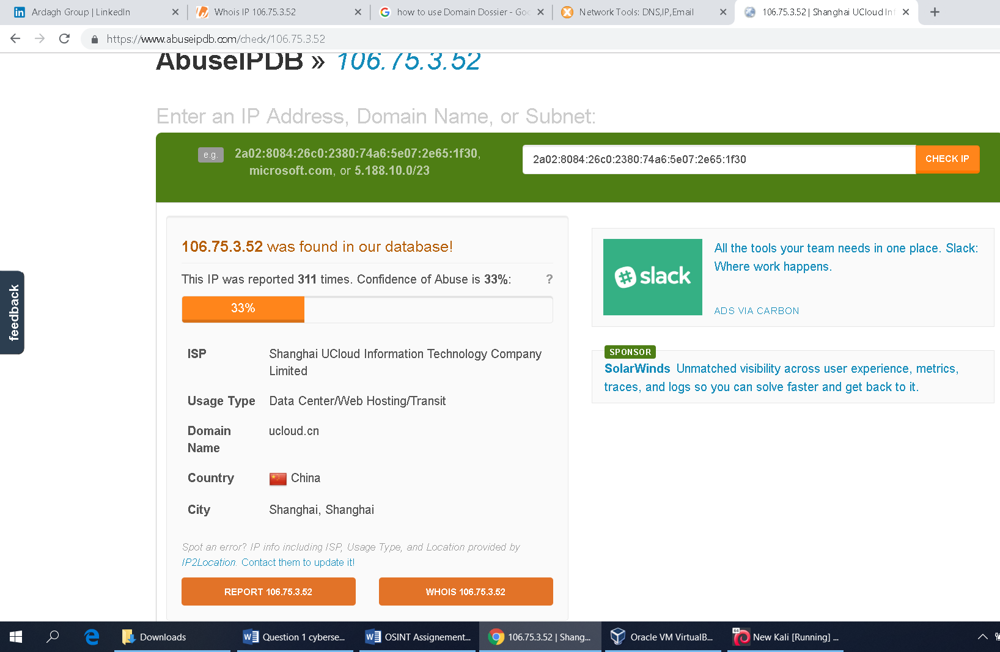 Ardagh Group | LinkedIn
Whois IP 106.75.3.52
how to use Domain Dossier - Goo
Network Tools: DNS,IP,Email
106.75.3.52 | Shanghai UCloud Inf
https://www.abuseipdb.com/check/106.75.3.52
AbuseIPDB » 106.75.3.52
Enter an IP Address, Domain Name, or Subnet:
e.g. 2a02:8084:26c0:2380:74a6:5e07:2e65:1f30,
microsoft.com, or 5.188.10.0/23
2a02:8084:26c0:2380:74a6:5e07:2e65:1f30
CHECK IP
106.75.3.52 was found in our database!
This IP was reported 311 times. Confidence of Abuse is 33%: ?
33%
ISP Shanghai UCloud Information Technology Company
Limited
Usage Type Data Center/Web Hosting/Transit
Domain ucloud.cn
Name
Country China
City Shanghai, Shanghai
Spot an error? IP info including ISP, Usage Type, and Location provided by
IP2Location. Contact them to update it!
REPORT 106.75.3.52
WHOIS 106.75.3.52
slack
All the tools your team needs in one place. Slack:
Where work happens.
ADS VIA CARBON
SPONSOR
SolarWinds Unmatched visibility across user experience, metrics,
traces, and logs so you can solve faster and get back to it.
feedback
Downloads
Question 1 cyberse...
OSINT Assignement...
106.75.3.52 | Shang...
Oracle VM VirtualB...
64
New Kali [Running] ...